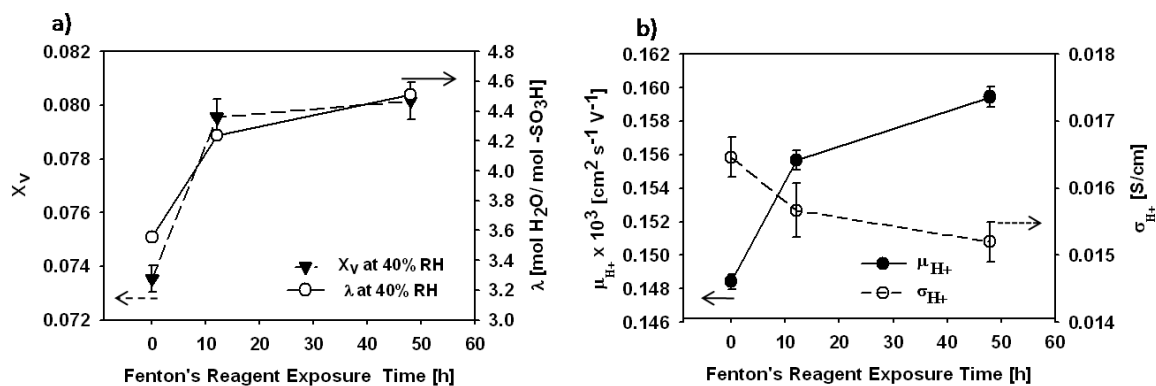 a)
0.082
0.080
0.078
0.076
0.074
0.072
X_V
4.8
4.6
4.4
4.2
4.0
3.8
3.6
3.4
3.2
3.0
λ [mol H2O/ mol -SO3H]
X_V at 40% RH
λ at 40% RH
0 10 20 30 40 50 60
Fenton's Reagent Exposure Time [h]
b)
0.162
0.160
0.158
0.156
0.154
0.152
0.150
0.148
0.146
μ_H+ x 10³ [cm² s⁻¹ V⁻¹]
0.018
0.017
0.016
0.015
0.014
σ_H+ [S/cm]
μ_H+
σ_H+
0 10 20 30 40 50 60
Fenton's Reagent Exposure Time [h]